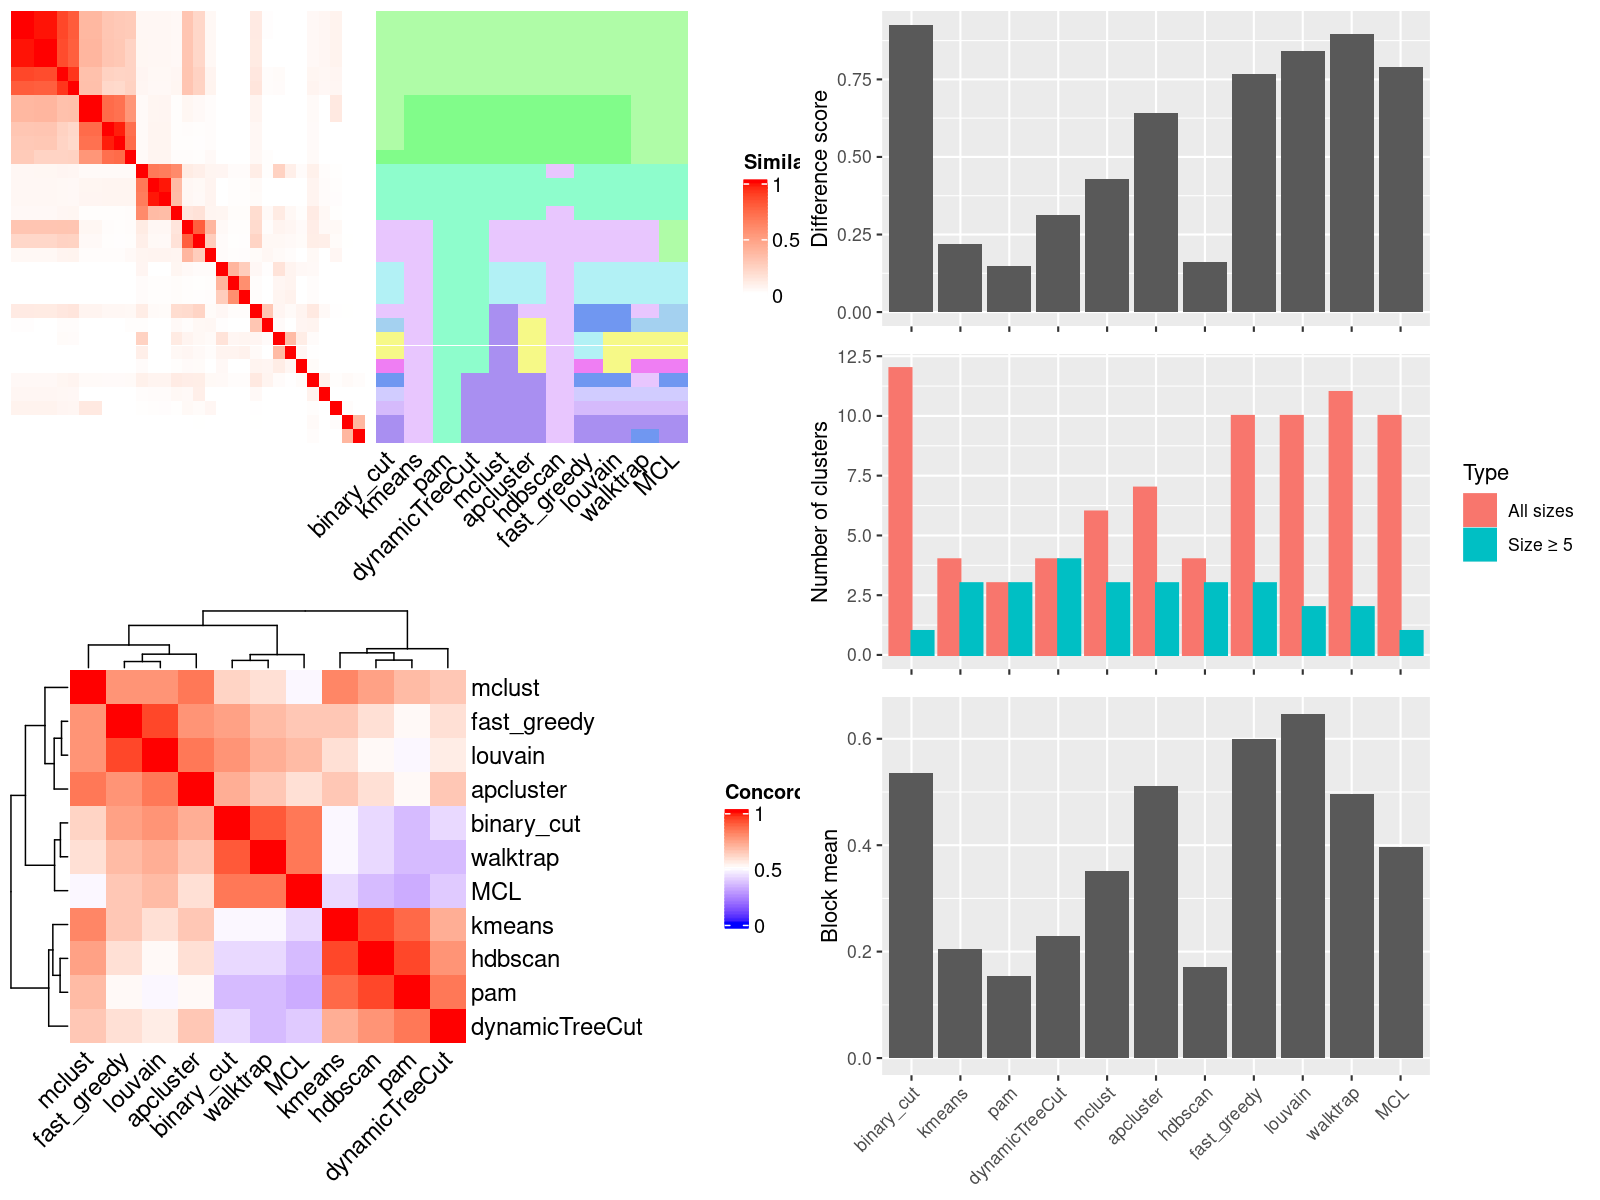 Simila
1
0.5
0
binary_cut
kmeans
pam
dynamicTreeCut
mclust
apcluster
hdbscan
fast_greedy
louvain
walktrap
MCL
mclust
fast_greedy
louvain
apcluster
binary_cut
walktrap
MCL
kmeans
hdbscan
pam
dynamicTreeCut
mclust
fast_greedy
louvain
apcluster
binary_cut
walktrap
MCL
kmeans
hdbscan
pam
dynamicTreeCut
Concord
1
0.5
0
Difference score
0.75
0.50
0.25
0.00
Number of clusters
12.5
10.0
7.5
5.0
2.5
0.0
Type
All sizes
Size ≥ 5
Block mean
0.6
0.4
0.2
0.0
binary_cut
kmeans
pam
dynamicTreeCut
mclust
apcluster
hdbscan
fast_greedy
louvain
walktrap
MCL